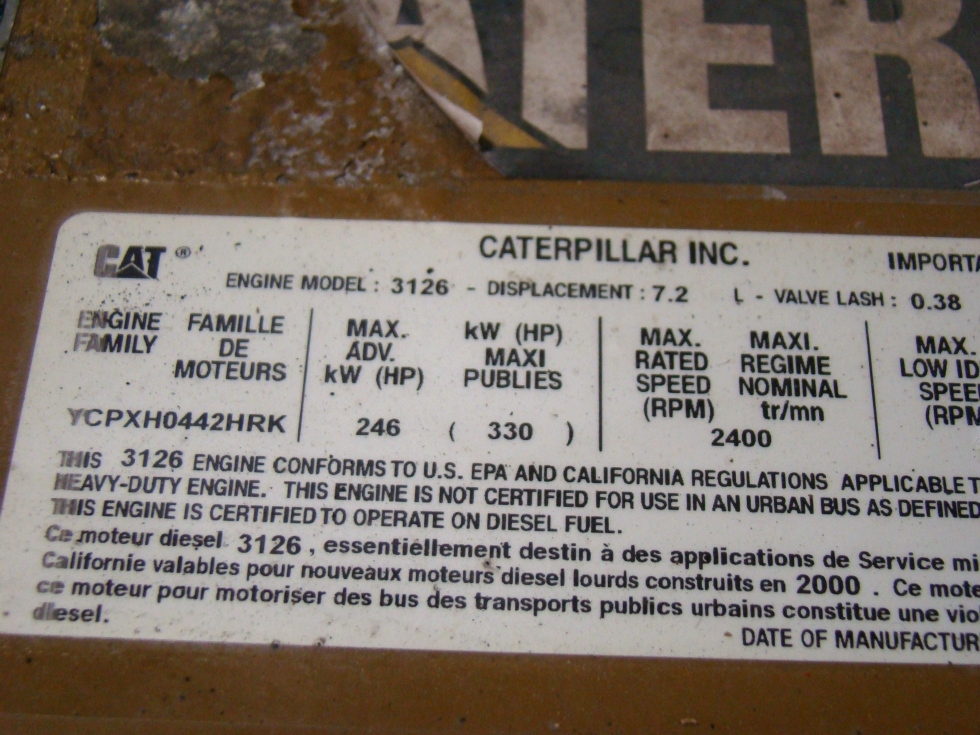 ATER
CAT ®
CATERPILLAR INC.
IMPORTA
ENGINE MODEL : 3126 - DISPLACEMENT : 7.2 L - VALVE LASH : 0.38
ENGINE FAMILLE
FAMILY DE
MOTEURS
YCPXH0442HRK
MAX. kW (HP)
ADV. MAXI
kW (HP) PUBLIES
246 ( 330 )
MAX. MAXI.
RATED REGIME
SPEED NOMINAL
(RPM) tr/mn
2400
MAX.
LOW ID
SPEE
(RPM
THIS 3126 ENGINE CONFORMS TO U.S. EPA AND CALIFORNIA REGULATIONS APPLICABLE T
HEAVY-DUTY ENGINE. THIS ENGINE IS NOT CERTIFIED FOR USE IN AN URBAN BUS AS DEFINED
THIS ENGINE IS CERTIFIED TO OPERATE ON DIESEL FUEL.
Ce moteur diesel 3126 , essentiellement destin à des applications de Service mi
Californie valables pour nouveaux moteurs diesel lourds construits en 2000 . Ce mote
ce moteur pour motoriser des bus des transports publics urbains constitue une vio
diesel.
DATE OF MANUFACTUR